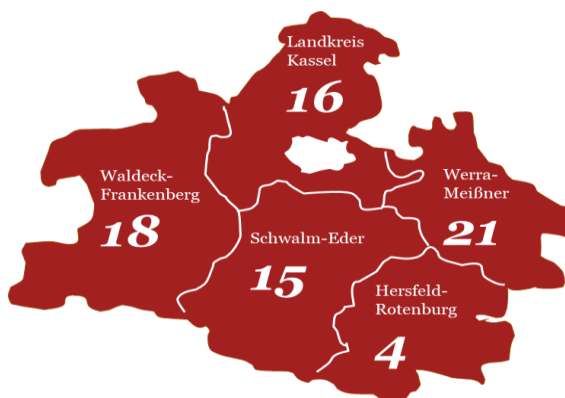 Landkreis
Kassel
16
Waldeck-
Frankenberg
18
Werra-
Meißner
21
Schwalm-Eder
15
Hersfeld-
Rotenburg
4